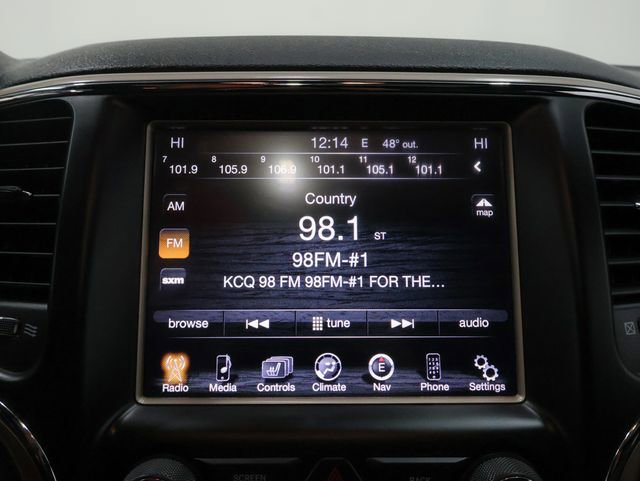 HI 12:14 E 48° out. HI
7 8 9 10 11 12
101.9 105.9 106.9 101.1 105.1 101.1
AM Country map
98.1 ST
FM
98FM-#1
sxm KCQ 98 FM 98FM-#1 FOR THE...
browse tune audio
E
Radio Media Controls Climate Nav Phone Settings
SCREEN BACK